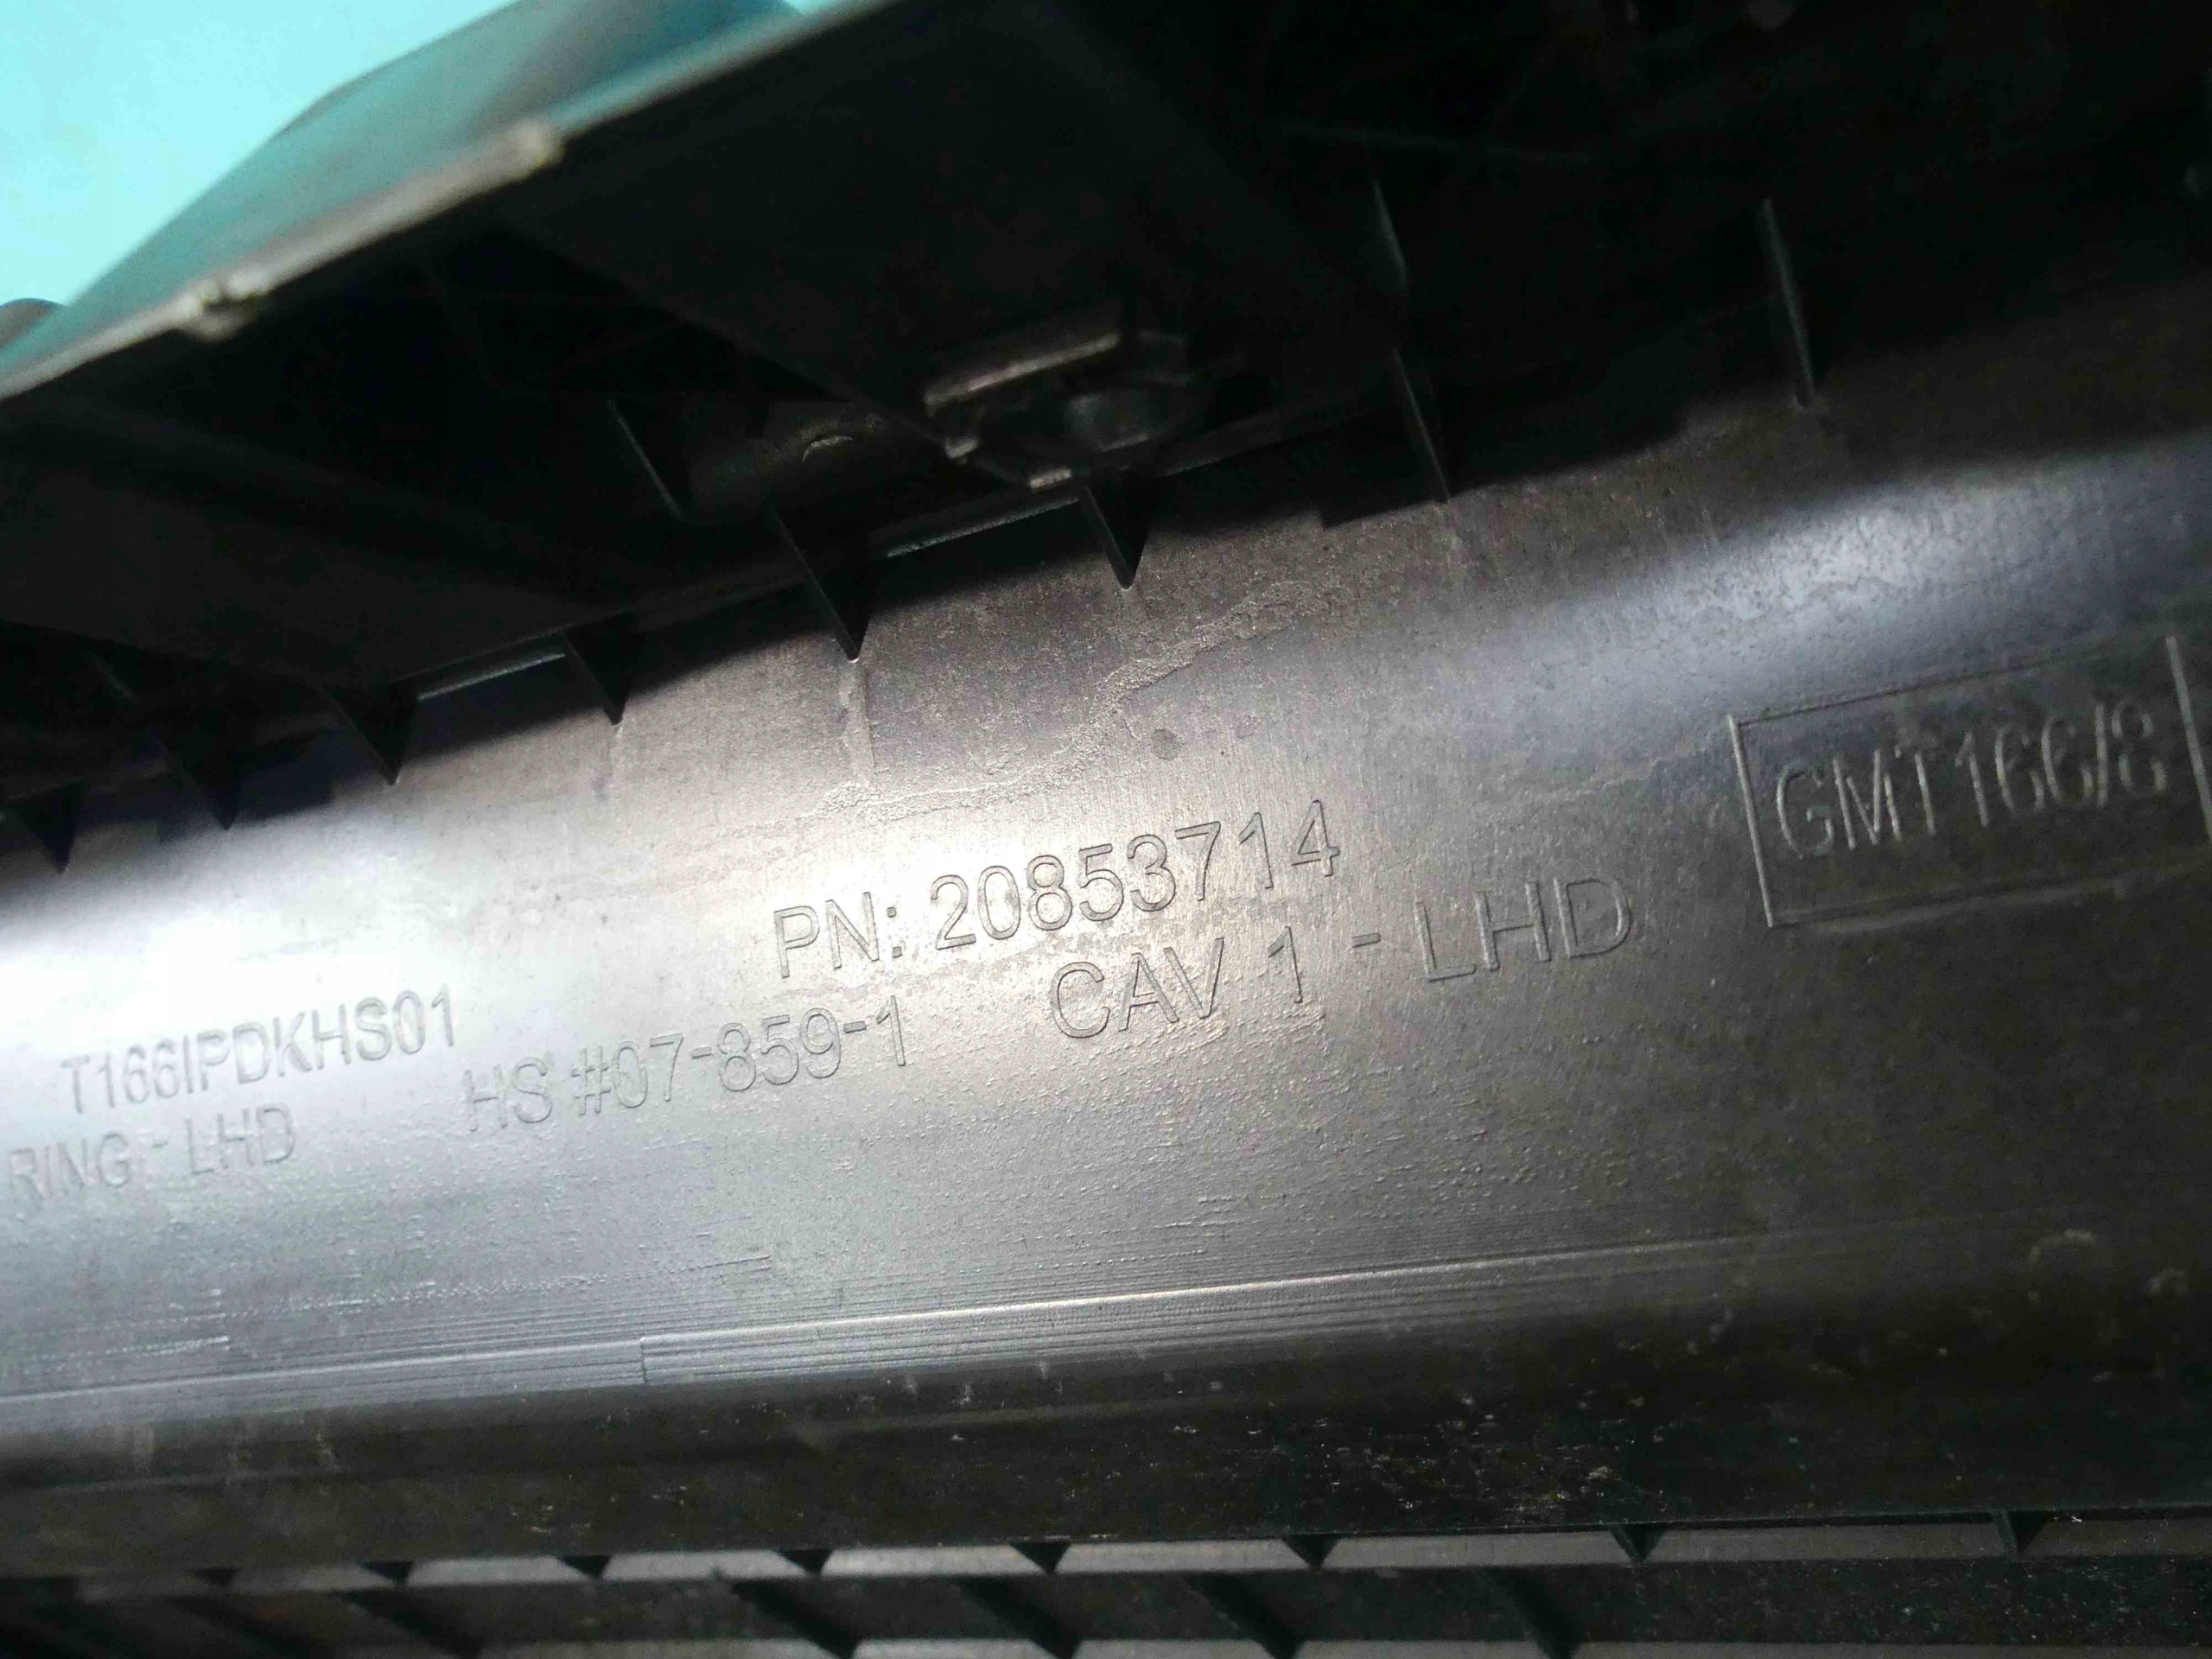 GMT166/8
PN: 20853714
CAV 1 - LHD
T166IPDKHS01
HS #07-859-1
RING - LHD